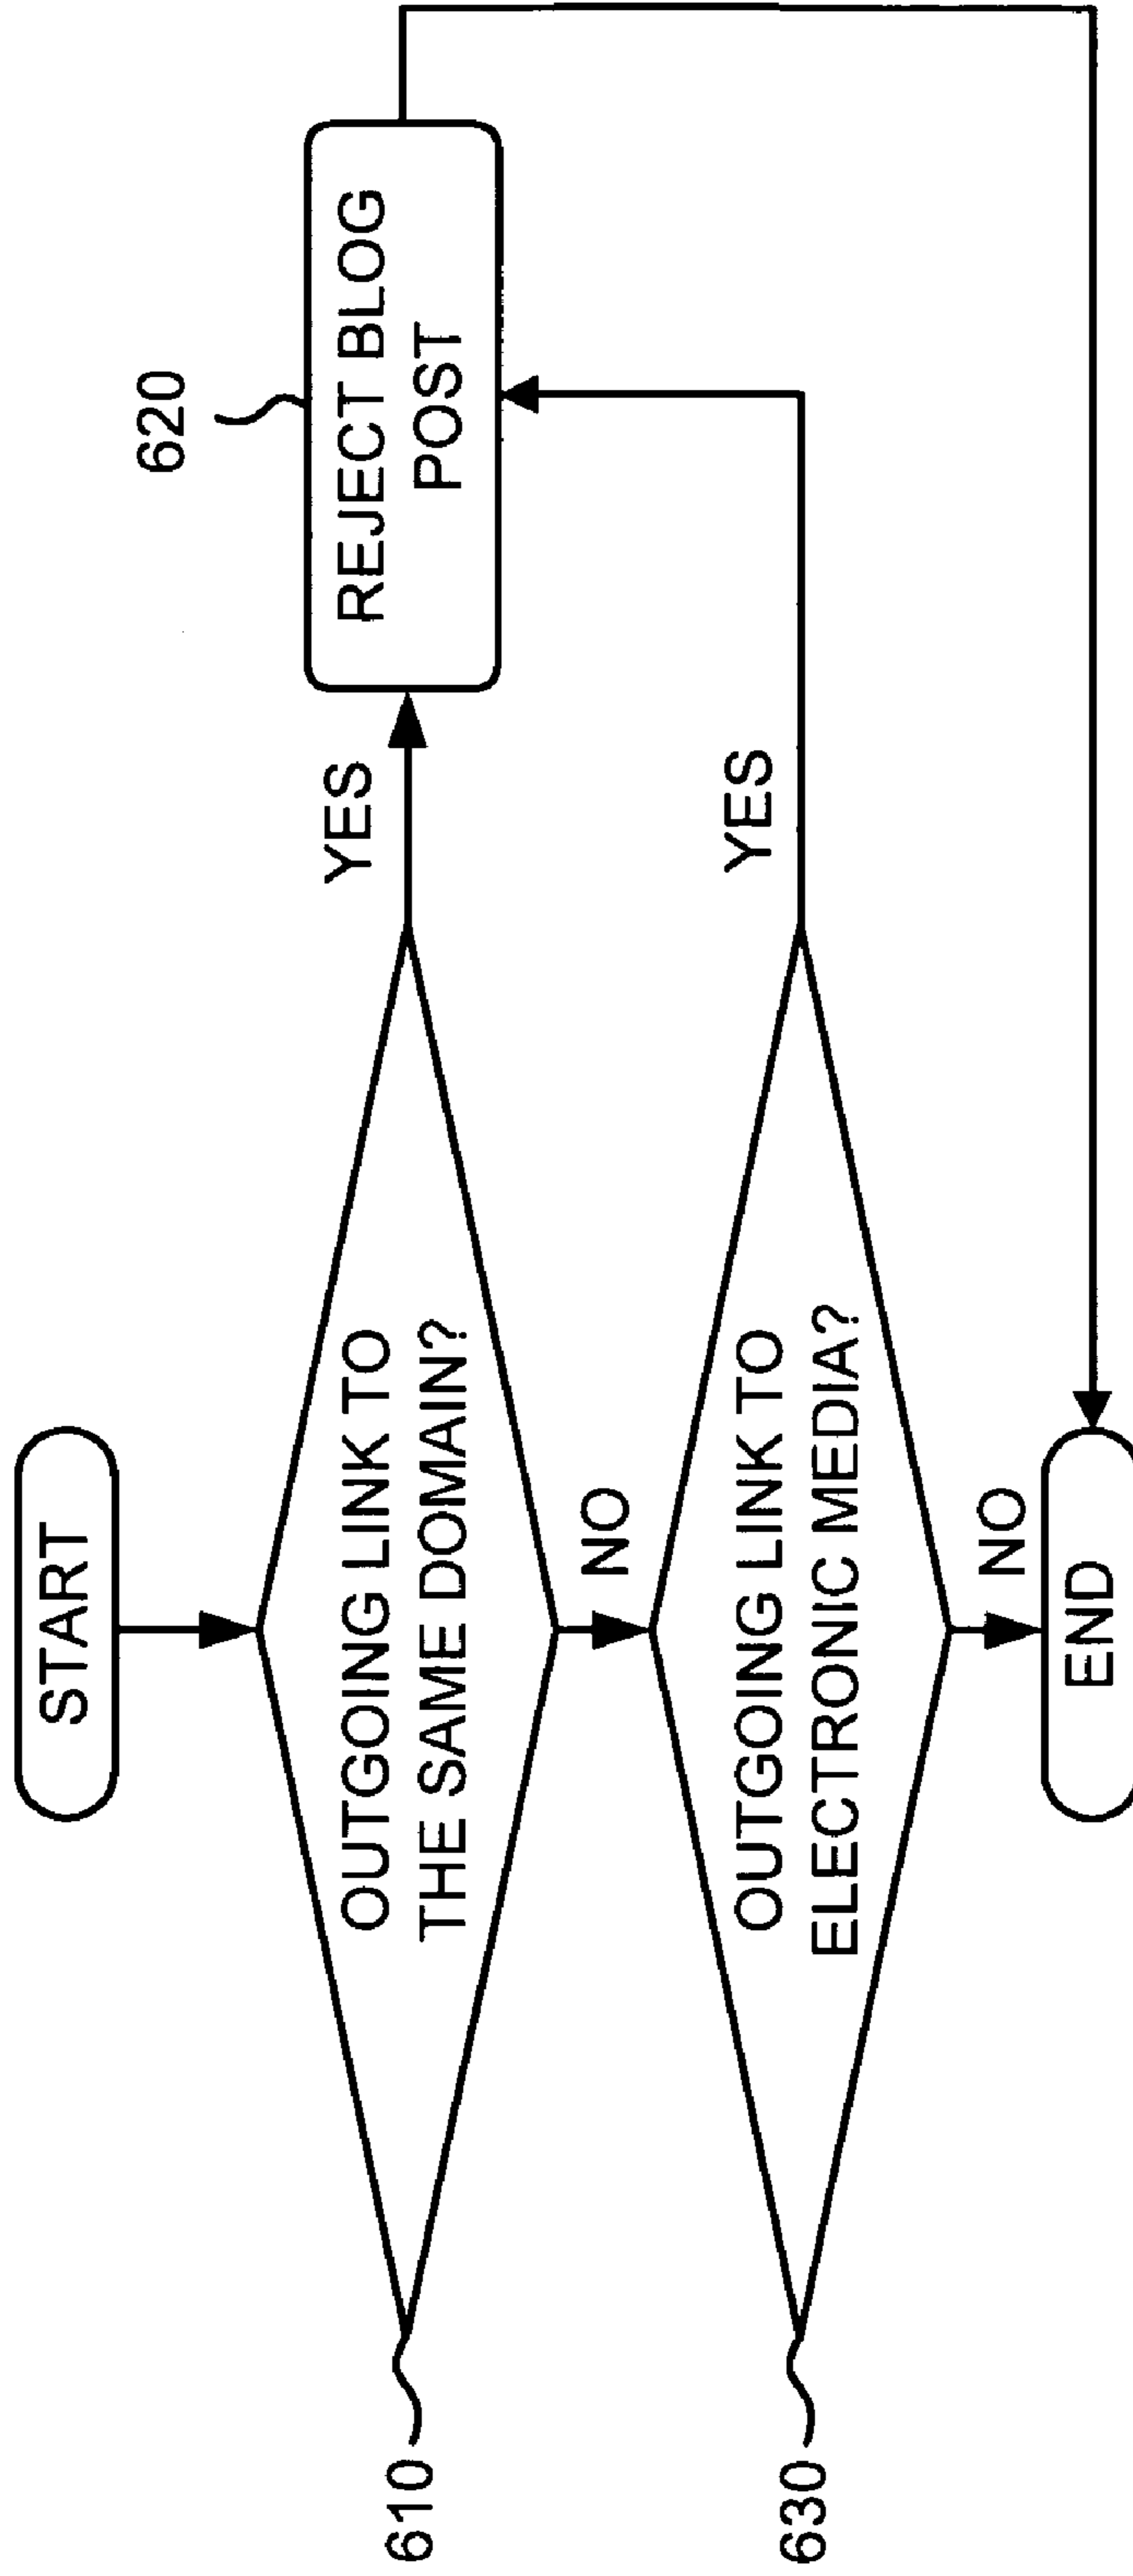 START
610
OUTGOING LINK TO
THE SAME DOMAIN?
YES
620
REJECT BLOG
POST
NO
630
OUTGOING LINK TO
ELECTRONIC MEDIA?
YES
NO
END